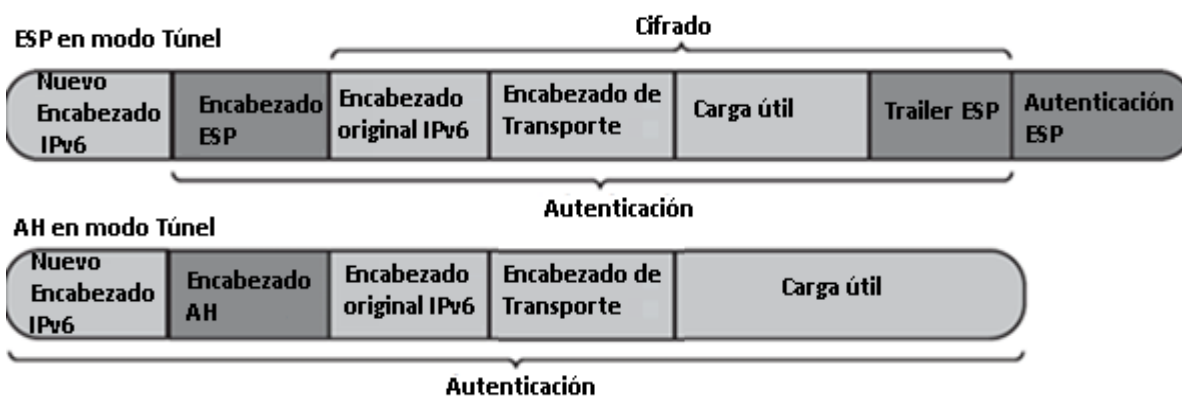 Cifrado
ESP en modo Túnel
Nuevo
Encabezado
IPv6
Encabezado
ESP
Encabezado
original IPv6
Encabezado de
Transporte
Carga útil
Trailer ESP
Autenticación
ESP
Autenticación
AH en modo Túnel
Nuevo
Encabezado
IPv6
Encabezado
AH
Encabezado
original IPv6
Encabezado de
Transporte
Carga útil
Autenticación